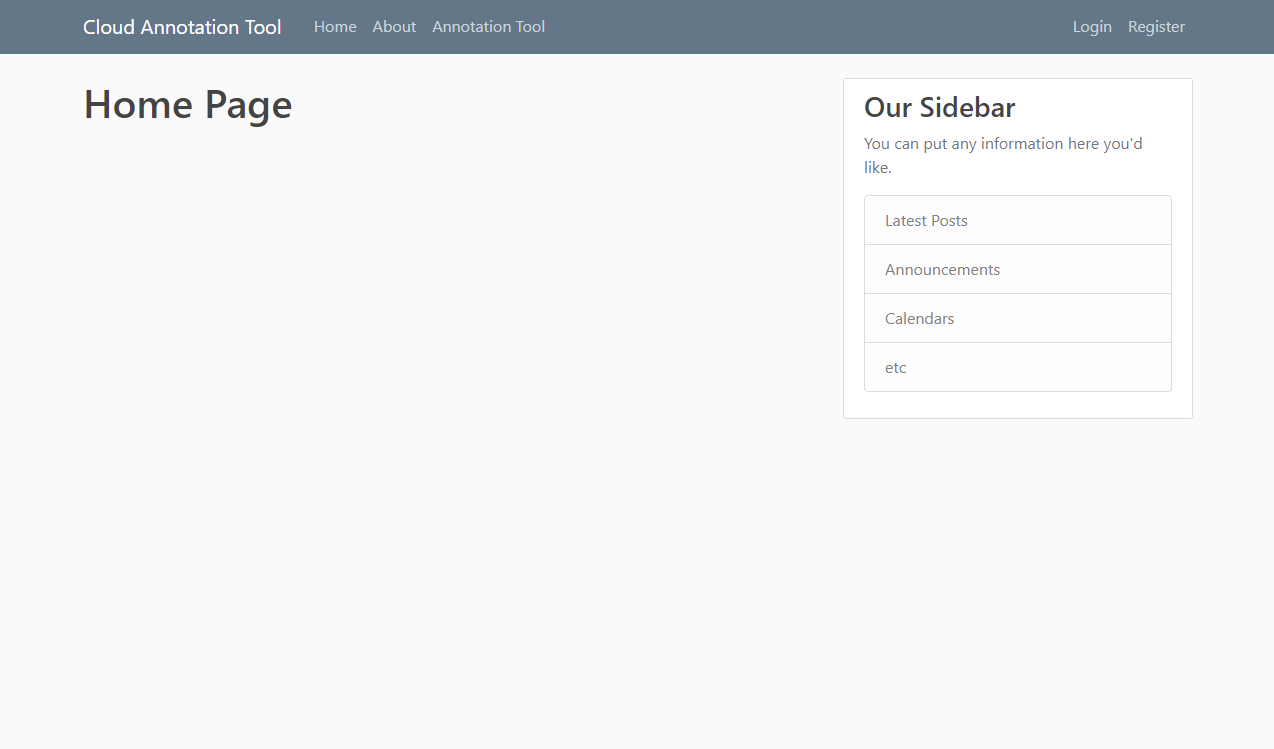 Cloud Annotation Tool Home About Annotation Tool Login Register
Home Page
Our Sidebar
You can put any information here you'd
like.
Latest Posts
Announcements
Calendars
etc